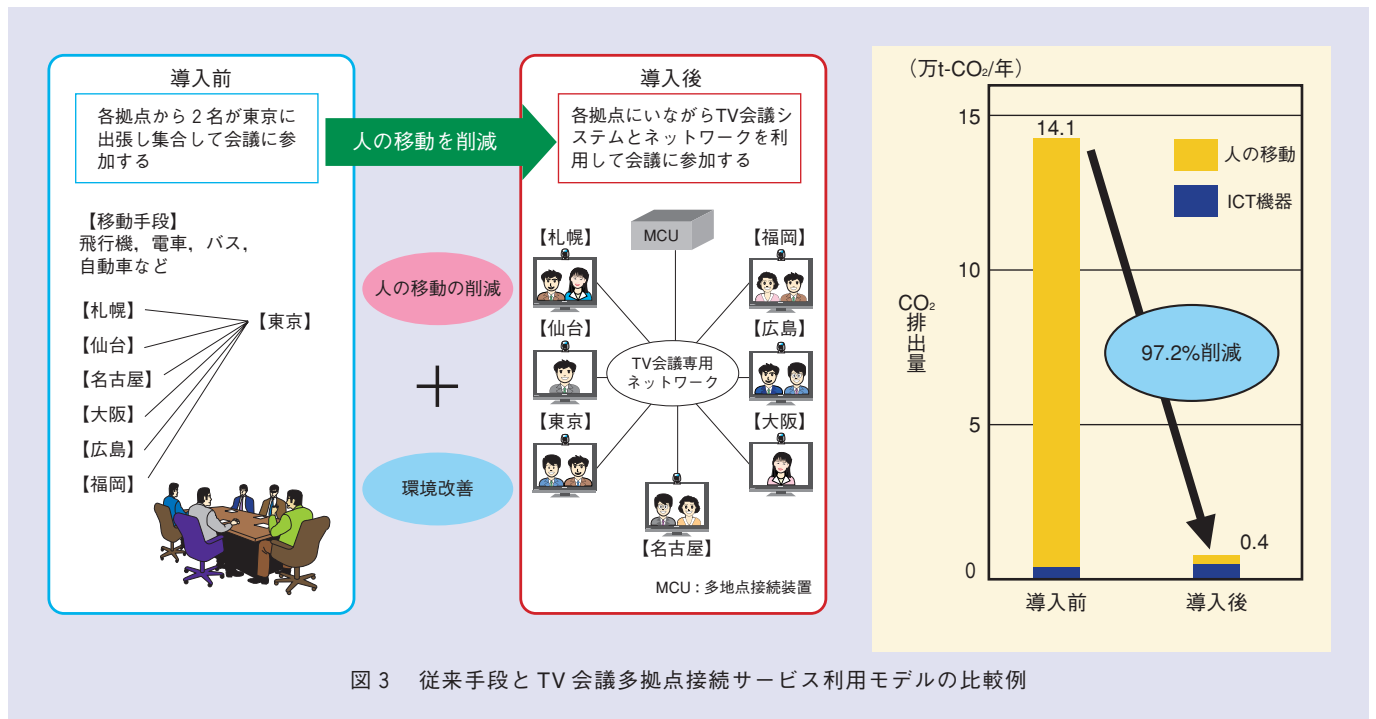 導入前
各拠点から2名が東京に
出張し集合して会議に参
加する
【移動手段】
飛行機，電車，バス，
自動車など
【札幌】
【仙台】
【名古屋】
【大阪】
【広島】
【福岡】
【東京】
人の移動を削減
人の移動の削減
＋
環境改善
導入後
各拠点にいながらTV会議シ
ステムとネットワークを利
用して会議に参加する
MCU
【札幌】
【福岡】
【仙台】
【広島】
TV会議専用
ネットワーク
【東京】
【大阪】
【名古屋】
MCU：多地点接続装置
（万t-CO₂/年）
15
10
5
0
CO₂
排
出
量
14.1
人の移動
ICT機器
97.2%削減
0.4
導入前
導入後
図3　従来手段とTV会議多拠点接続サービス利用モデルの比較例